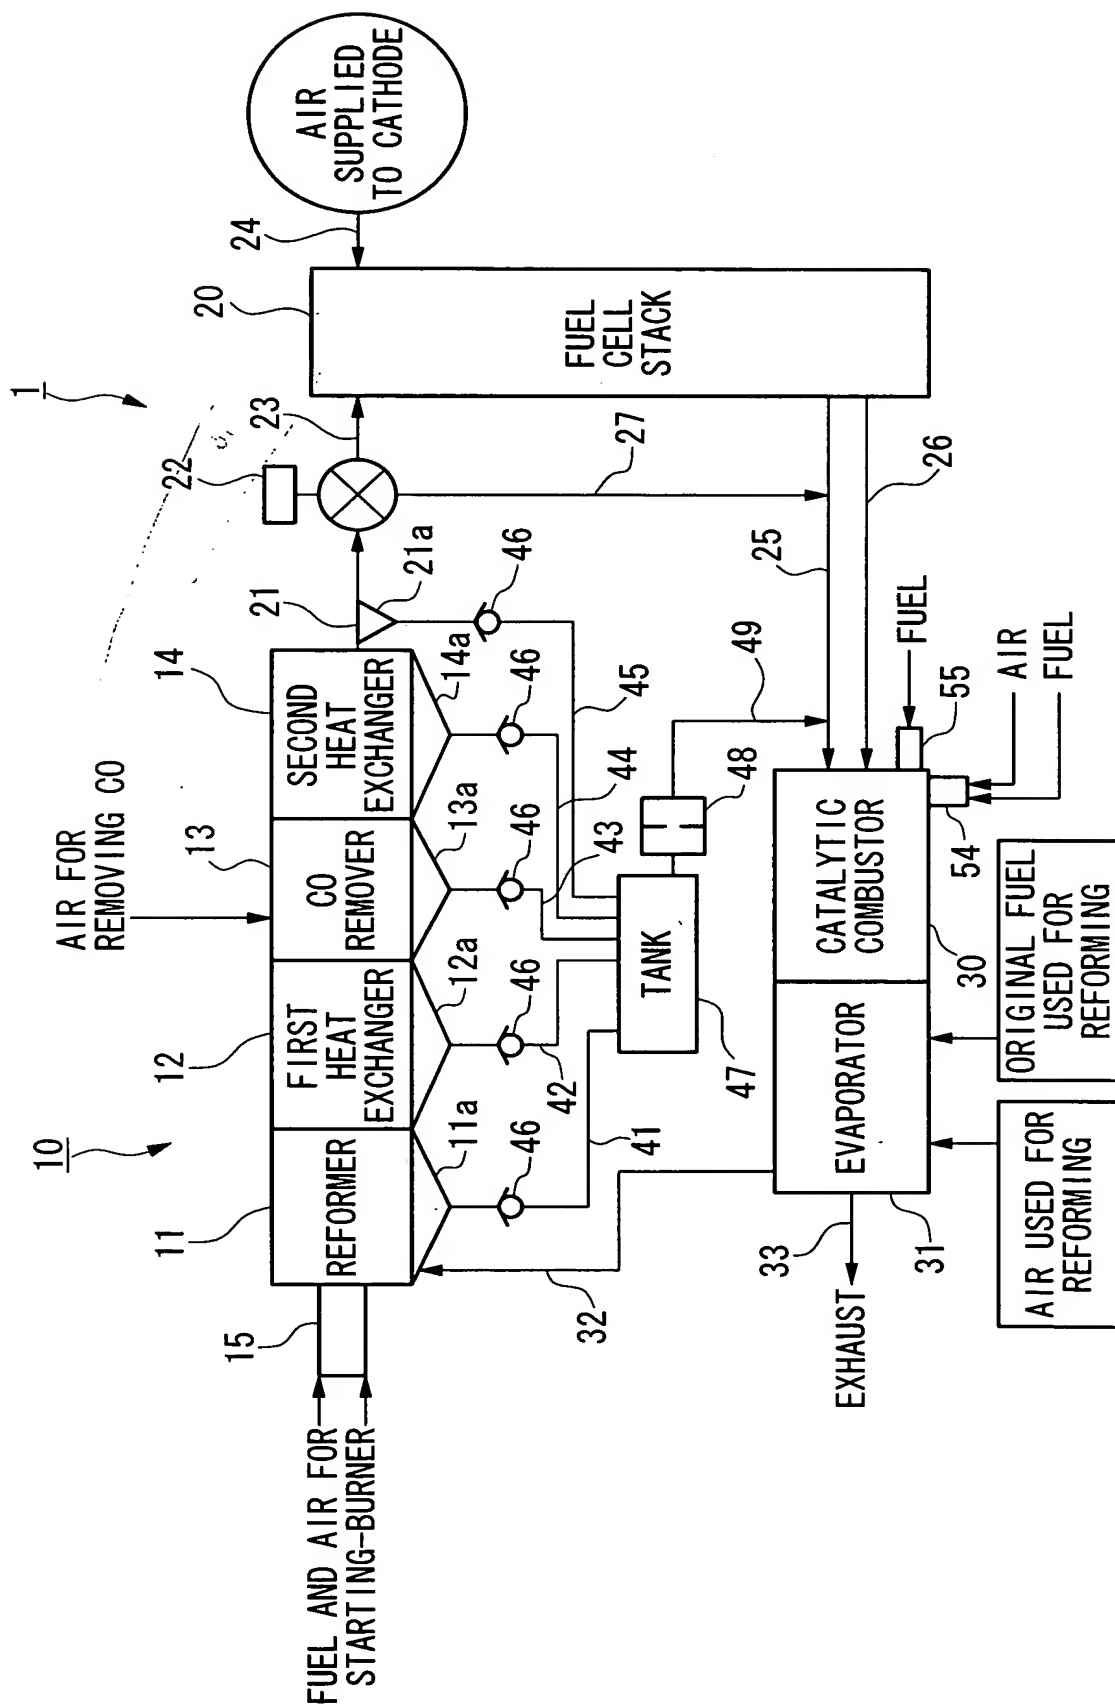 1
10
AIR FOR
REMOVING CO
11
12
13
14
15
FUEL AND AIR FOR
STARTING-BURNER
REFORMER
FIRST
HEAT
EXCHANGER
CO
REMOVER
SECOND
HEAT
EXCHANGER
11a
12a
13a
14a
21
21a
22
23
20
24
AIR
SUPPLIED
TO CATHODE
FUEL
CELL
STACK
46
46
46
46
46
41
42
43
44
45
TANK
47
48
49
27
25
26
32
33
EXHAUST
31
EVAPORATOR
CATALYTIC
COMBUSTOR
30
54
55
FUEL
AIR
FUEL
AIR USED FOR
REFORMING
ORIGINAL FUEL
USED FOR
REFORMING